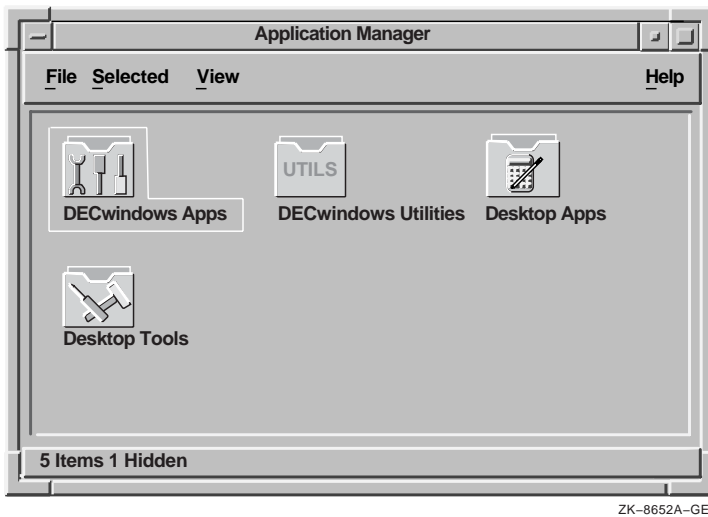 Application Manager
File Selected View Help
UTILS
DECwindows Apps DECwindows Utilities Desktop Apps
Desktop Tools
5 Items 1 Hidden
ZK–8652A–GE